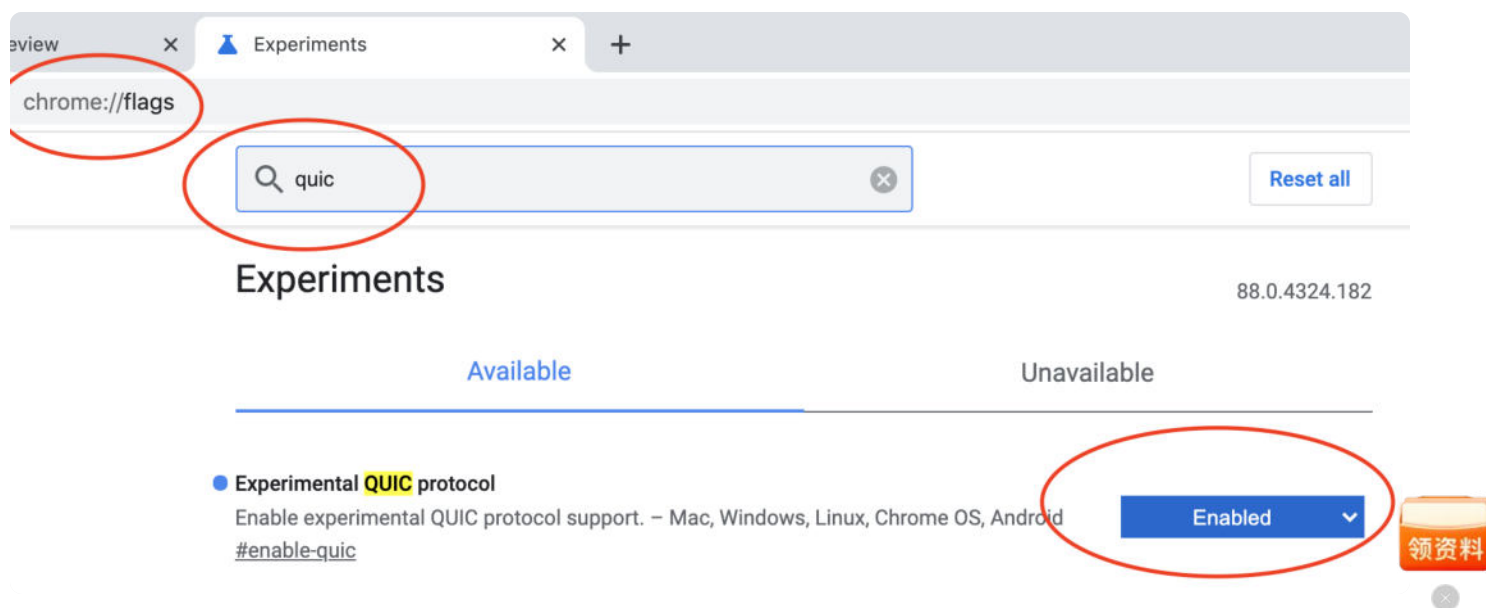 eview
Experiments
chrome://flags
quic
Reset all
Experiments
88.0.4324.182
Available
Unavailable
Experimental QUIC protocol
Enable experimental QUIC protocol support. – Mac, Windows, Linux, Chrome OS, Android
#enable-quic
Enabled
领资料